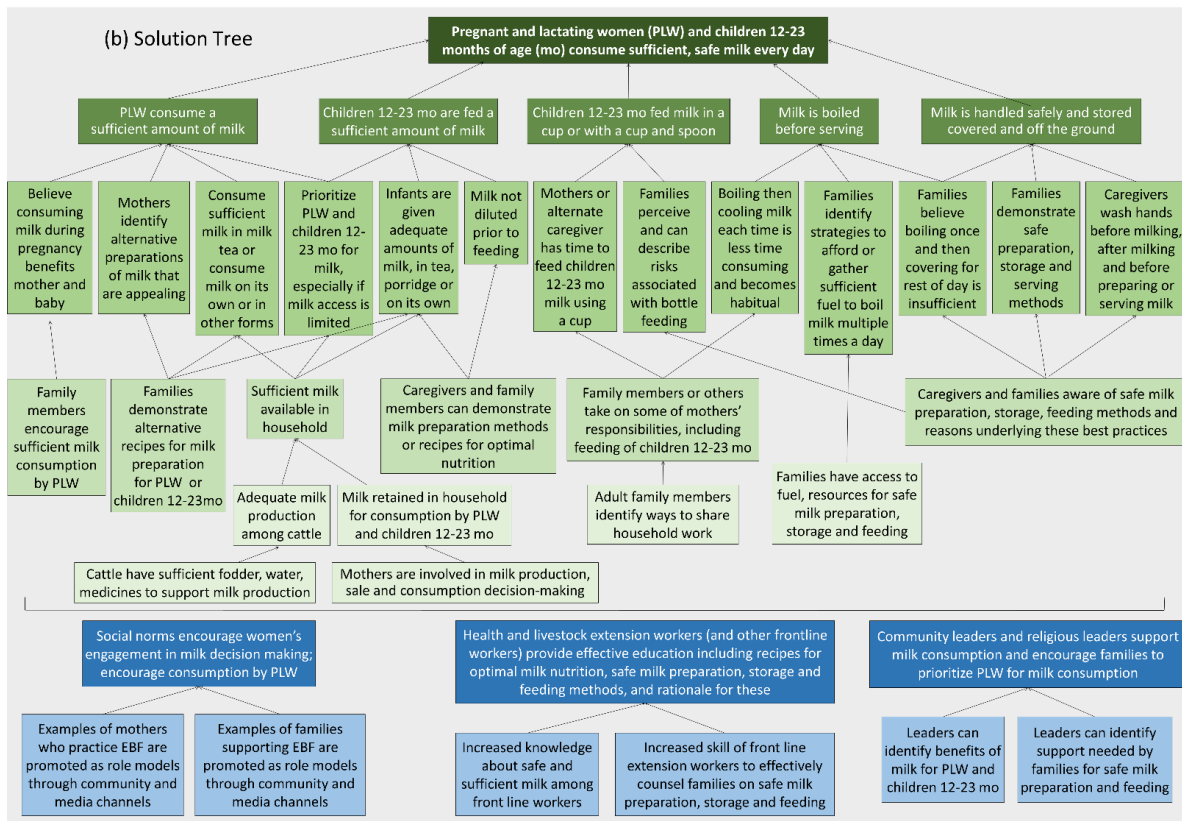 (b) Solution Tree
Pregnant and lactating women (PLW) and children 12-23
months of age (mo) consume sufficient, safe milk every day
PLW consume a
sufficient amount of milk
Children 12-23 mo are fed a
sufficient amount of milk
Children 12-23 mo fed milk in a
cup or with a cup and spoon
Milk is boiled
before serving
Milk is handled safely and stored
covered and off the ground
Believe
consuming
milk during
pregnancy
benefits
mother and
baby
Mothers
identify
alternative
preparations
of milk that
are appealing
Consume
sufficient
milk in milk
tea or
consume
milk on its
own or in
other forms
Prioritize
PLW and
children 12-
23 mo for
milk,
especially if
milk access is
limited
Infants are
given
adequate
amounts of
milk, in tea,
porridge or
on its own
Milk not
diluted
prior to
feeding
Mothers or
alternate
caregiver
has time to
feed children
12-23 mo
milk using
a cup
Families
perceive
and can
describe
risks
associated
with bottle
feeding
Boiling then
cooling milk
each time is
less time
consuming
and becomes
habitual
Families
identify
strategies to
afford or
gather
sufficient
fuel to boil
milk multiple
times a day
Families
believe
boiling once
and then
covering for
rest of day is
insufficient
Families
demonstrate
safe
preparation,
storage and
serving
methods
Caregivers
wash hands
before milking,
after milking
and before
preparing or
serving milk
Family
members
encourage
sufficient milk
consumption
by PLW
Families
demonstrate
alternative
recipes for milk
preparation
for PLW or
children 12-23mo
Sufficient milk
available in
household
Caregivers and family
members can demonstrate
milk preparation methods
or recipes for optimal
nutrition
Family members or others
take on some of mothers'
responsibilities, including
feeding of children 12-23 mo
Caregivers and families aware of safe milk
preparation, storage, feeding methods and
reasons underlying these best practices
Adequate milk
production
among cattle
Milk retained in household
for consumption by PLW
and children 12-23 mo
Adult family members
identify ways to share
household work
Families have access to
fuel, resources for safe
milk preparation,
storage and feeding
Cattle have sufficient fodder, water,
medicines to support milk production
Mothers are involved in milk production,
sale and consumption decision-making
Social norms encourage women's
engagement in milk decision making;
encourage consumption by PLW
Health and livestock extension workers (and other frontline
workers) provide effective education including recipes for
optimal milk nutrition, safe milk preparation, storage and
feeding methods, and rationale for these
Community leaders and religious leaders support
milk consumption and encourage families to
prioritize PLW for milk consumption
Examples of mothers
who practice EBF are
promoted as role models
through community and
media channels
Examples of families
supporting EBF are
promoted as role models
through community and
media channels
Increased knowledge
about safe and
sufficient milk among
front line workers
Increased skill of front line
extension workers to effectively
counsel families on safe milk
preparation, storage and feeding
Leaders can
identify benefits of
milk for PLW and
children 12-23 mo
Leaders can identify
support needed by
families for safe milk
preparation and feeding